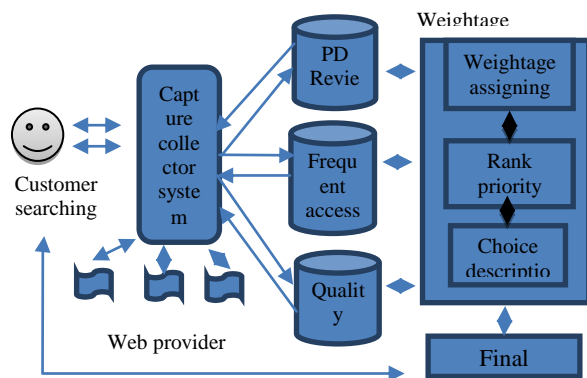 Weightage
PD
Revie
Weightage
assigning
Capt
ure
colle
ctor
syste
m
Customer
searching
Frequ
ent
access
Rank
priority
Choice
descriptio
Qualit
y
Web provider
Final